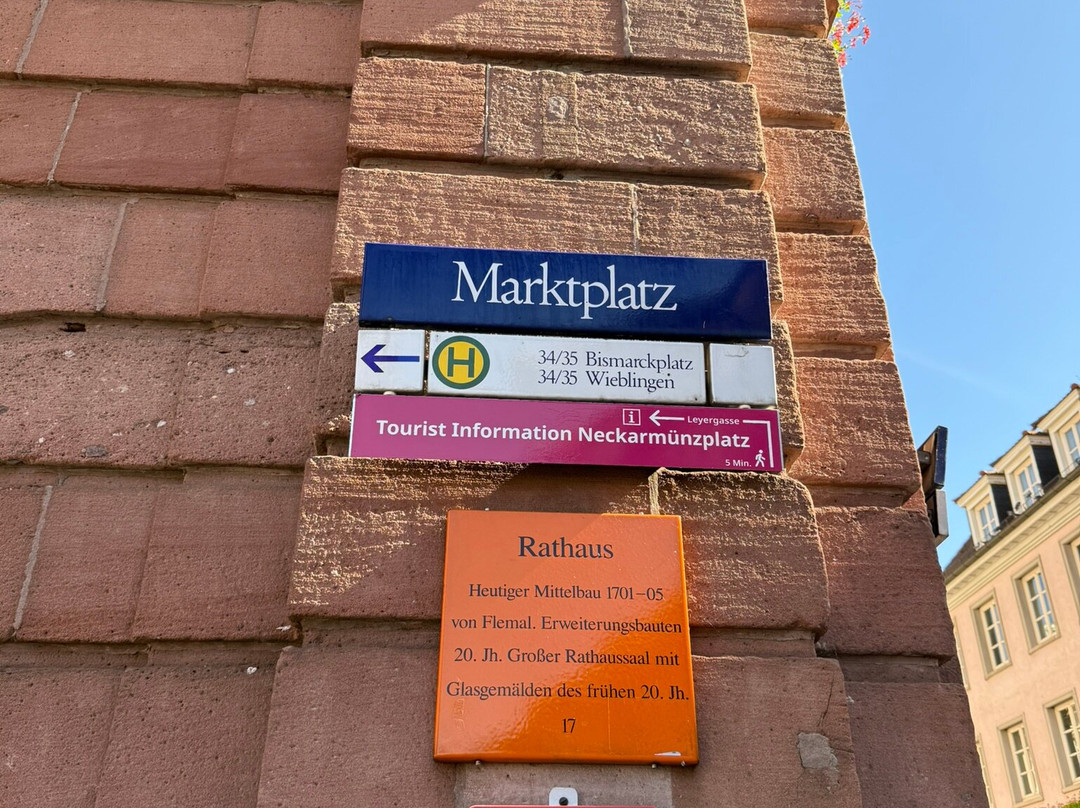 Marktplatz
H
34/35 Bismarckplatz
34/35 Wieblingen
i
Leyergasse
Tourist Information Neckarmünzplatz
5 Min.
Rathaus
Heutiger Mittelbau 1701–05
von Flemal. Erweiterungsbauten
20. Jh. Großer Rathaussaal mit
Glasgemälden des frühen 20. Jh.
17